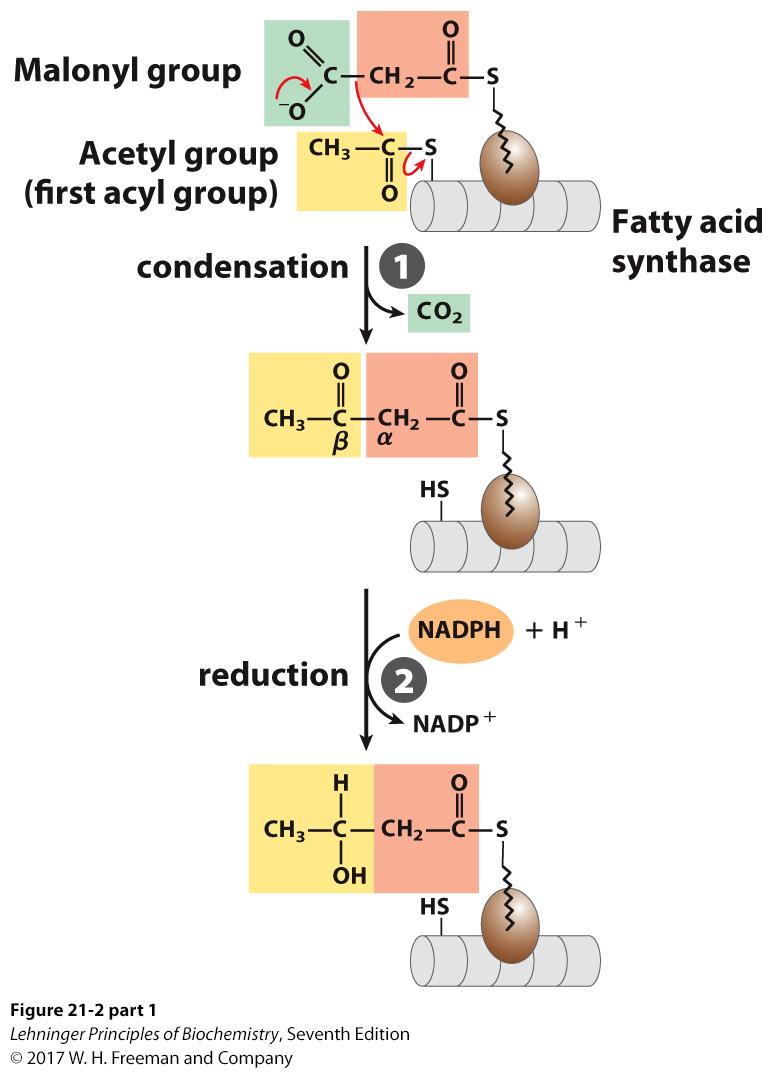 Malonyl group
O
C—CH₂—C—S
O
⁻O
Acetyl group
(first acyl group)
CH₃—C—S
O
Fatty acid
synthase
condensation
1
CO₂
O
O
CH₃—C—CH₂—C—S
β
α
HS
NADPH + H⁺
reduction
2
NADP⁺
H
O
CH₃—C—CH₂—C—S
OH
HS
Figure 21-2 part 1
Lehninger Principles of Biochemistry, Seventh Edition
© 2017 W. H. Freeman and Company